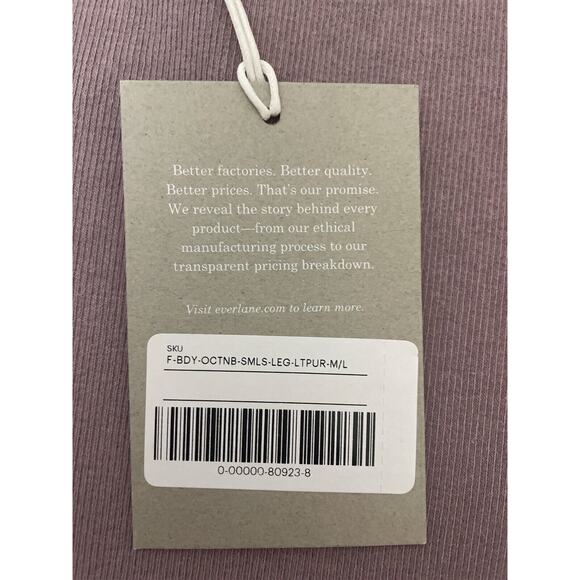 Better factories. Better quality.
Better prices. That's our promise.
We reveal the story behind every
product—from our ethical
manufacturing process to our
transparent pricing breakdown.
Visit everlane.com to learn more.
SKU
F-BDY-OCTNB-SMLS-LEG-LTPUR-M/L
0-00000-80923-8